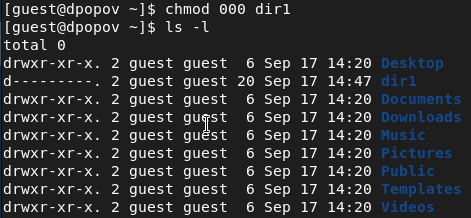 [guest@dpopov ~]$ chmod 000 dir1
[guest@dpopov ~]$ ls -l
total 0
drwxr-xr-x. 2 guest guest  6 Sep 17 14:20 Desktop
d---------. 2 guest guest 20 Sep 17 14:47 dir1
drwxr-xr-x. 2 guest guest  6 Sep 17 14:20 Documents
drwxr-xr-x. 2 guest guest  6 Sep 17 14:20 Downloads
drwxr-xr-x. 2 guest guest  6 Sep 17 14:20 Music
drwxr-xr-x. 2 guest guest  6 Sep 17 14:20 Pictures
drwxr-xr-x. 2 guest guest  6 Sep 17 14:20 Public
drwxr-xr-x. 2 guest guest  6 Sep 17 14:20 Templates
drwxr-xr-x. 2 guest guest  6 Sep 17 14:20 Videos